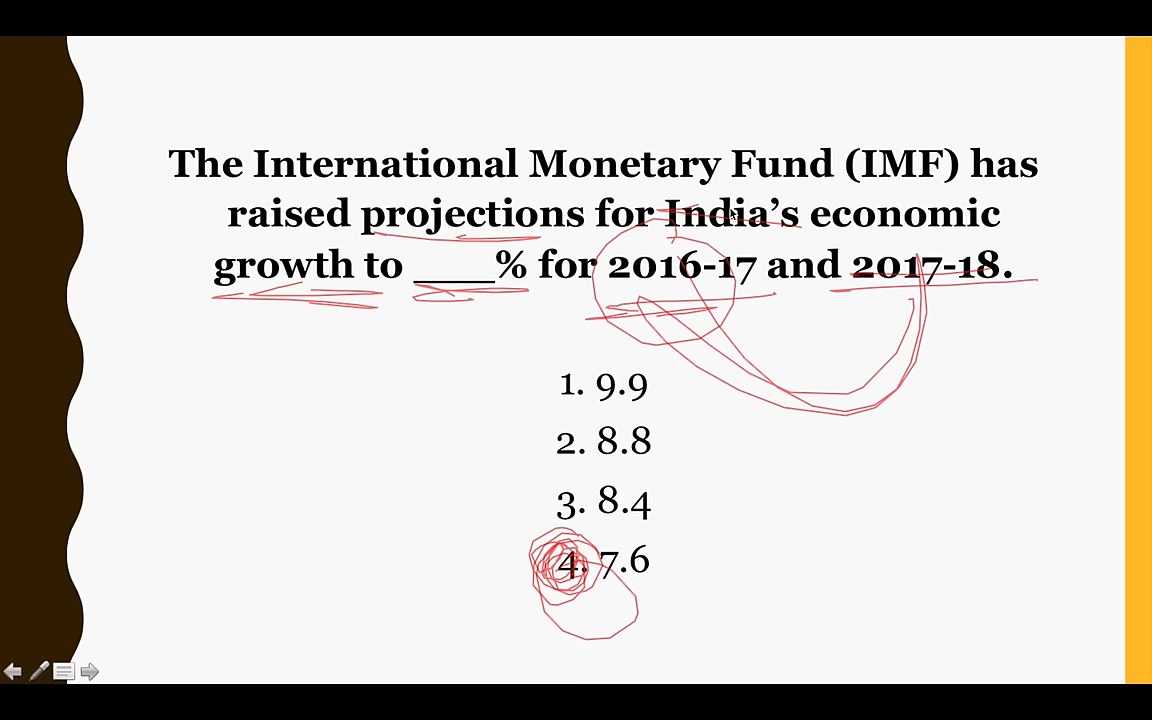 The International Monetary Fund (IMF) has
raised projections for India's economic
growth to ____% for 2016-17 and 2017-18.
1. 9.9
2. 8.8
3. 8.4
4. 7.6